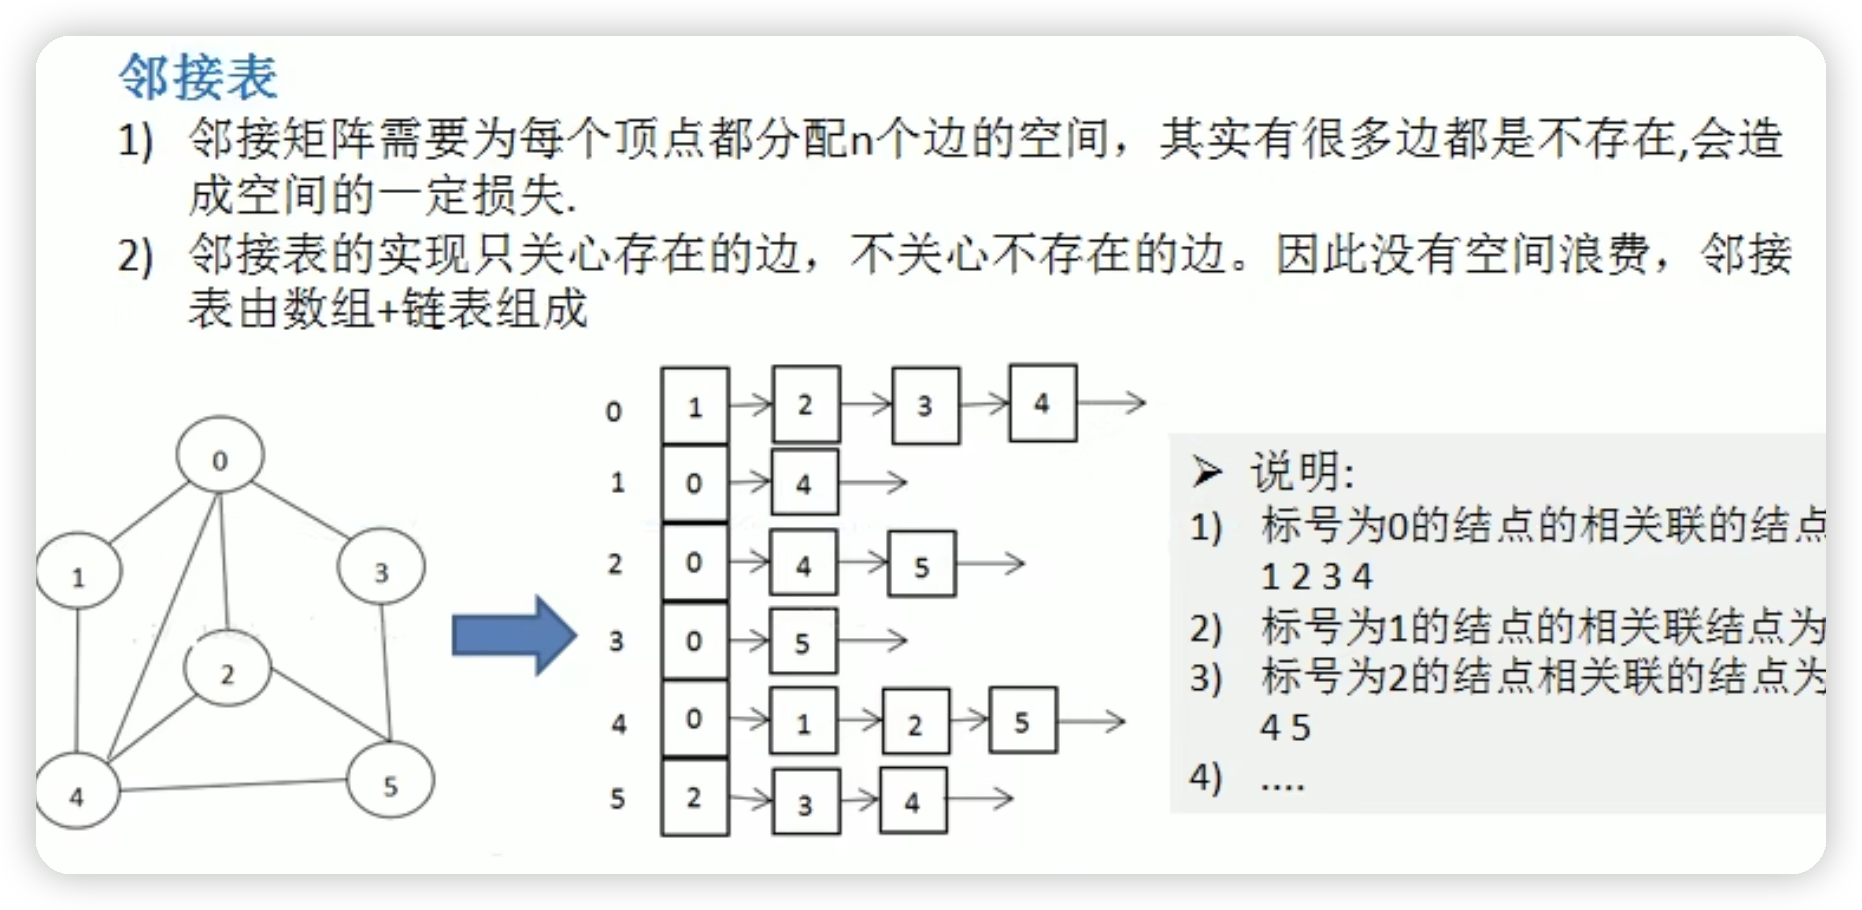 邻接表
1) 邻接矩阵需要为每个顶点都分配n个边的空间，其实有很多边都是不存在,会造
成空间的一定损失.
2) 邻接表的实现只关心存在的边，不关心不存在的边。因此没有空间浪费，邻接
表由数组+链表组成
0
1
3
2
4
5
0 1 2 3 4
1 0 4
2 0 4 5
3 0 5
4 0 1 2 5
5 2 3 4
➢ 说明:
1) 标号为0的结点的相关联的结点
1 2 3 4
2) 标号为1的结点的相关联结点为
3) 标号为2的结点相关联的结点为
4 5
4) ....